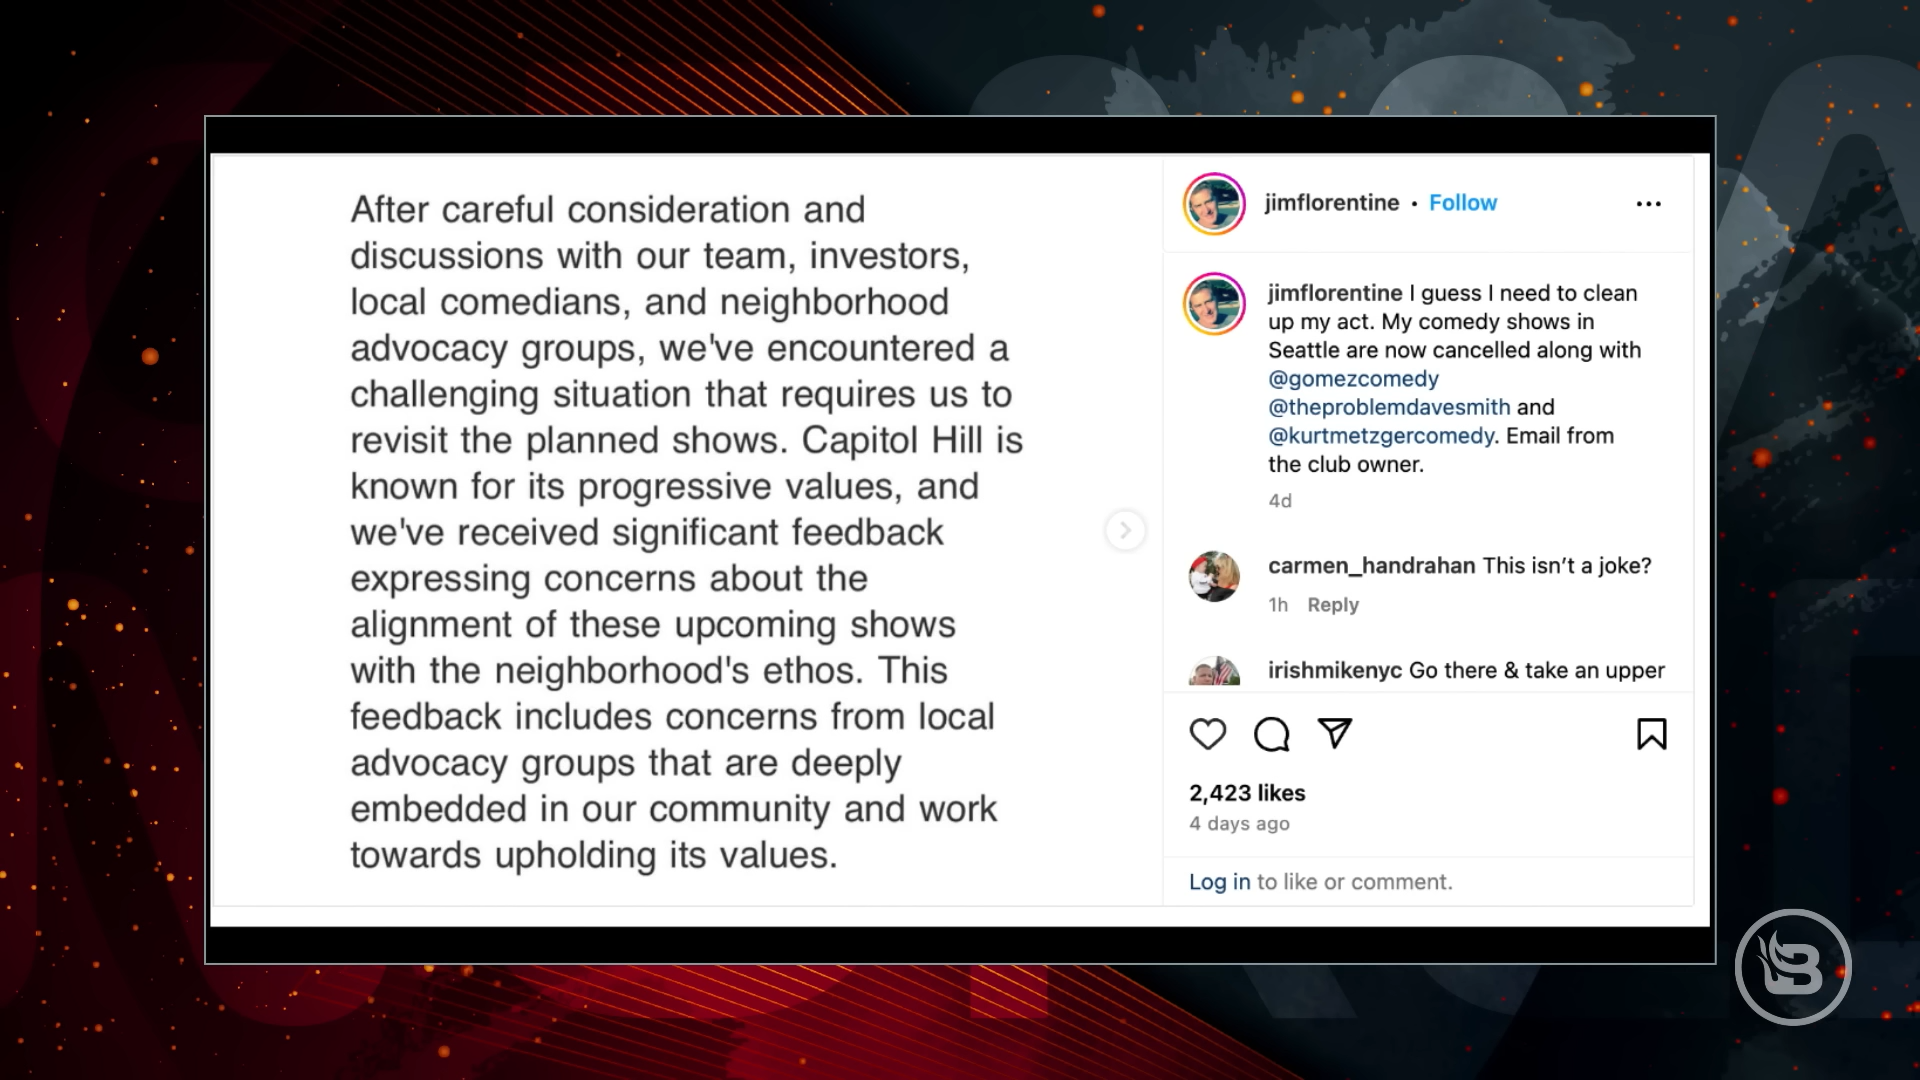 After careful consideration and
discussions with our team, investors,
local comedians, and neighborhood
advocacy groups, we've encountered a
challenging situation that requires us to
revisit the planned shows. Capitol Hill is
known for its progressive values, and
we've received significant feedback
expressing concerns about the
alignment of these upcoming shows
with the neighborhood's ethos. This
feedback includes concerns from local
advocacy groups that are deeply
embedded in our community and work
towards upholding its values.
jimflorentine • Follow
jimflorentine I guess I need to clean
up my act. My comedy shows in
Seattle are now cancelled along with
@gomezcomedy
@theproblemdavesmith and
@kurtmetzgercomedy. Email from
the club owner.
4d
carmen_handrahan This isn’t a joke?
1h Reply
irishmikenyc Go there & take an upper
2,423 likes
4 days ago
Log in to like or comment.
B